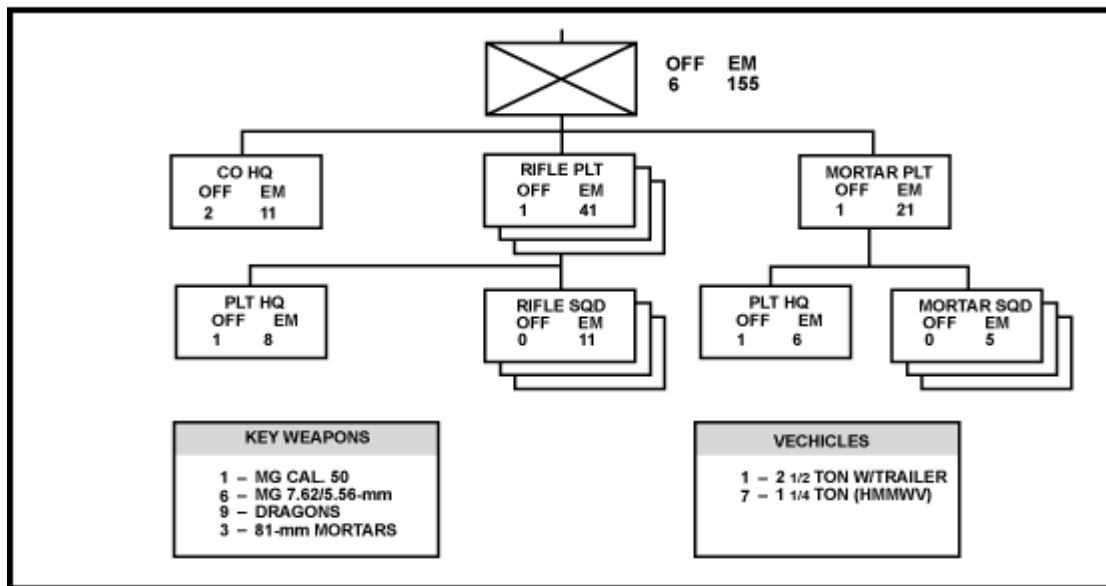 OFF EM
6 155
CO HQ
OFF EM
2 11
RIFLE PLT
OFF EM
1 41
MORTAR PLT
OFF EM
1 21
PLT HQ
OFF EM
1 8
RIFLE SQD
OFF EM
0 11
PLT HQ
OFF EM
1 6
MORTAR SQD
OFF EM
0 5
KEY WEAPONS
1 – MG CAL. 50
6 – MG 7.62/5.56-mm
9 – DRAGONS
3 – 81-mm MORTARS
VECHICLES
1 – 2 1/2 TON W/TRAILER
7 – 1 1/4 TON (HMMWV)